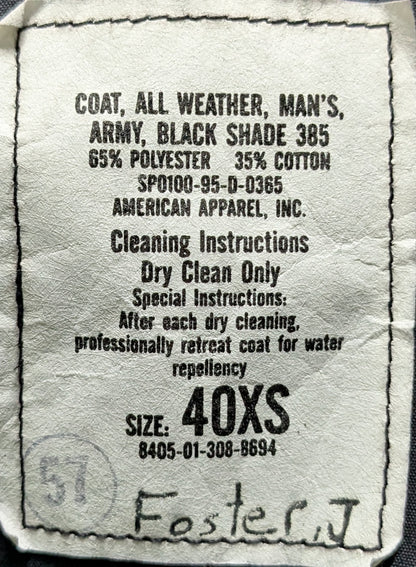 COAT, ALL WEATHER, MAN'S,
ARMY, BLACK SHADE 385
65% POLYESTER 35% COTTON
SPO100-95-D-0365
AMERICAN APPAREL, INC.
Cleaning Instructions
Dry Clean Only
Special Instructions:
After each dry cleaning,
professionally retreat coat for water
repellency
SIZE: 40XS
8405-01-308-8694
57
Foster, J